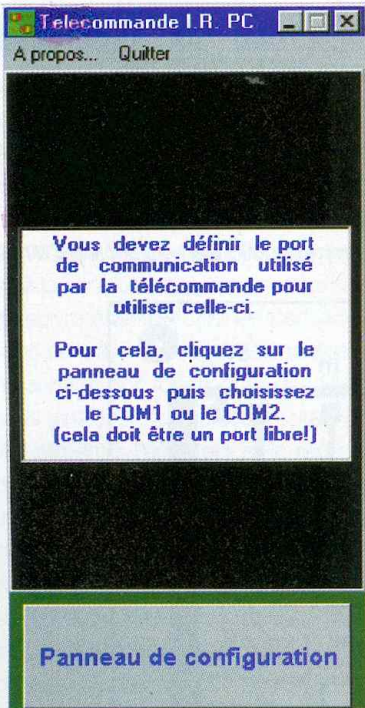 Telecommande I.R. PC
A propos... Quitter
Vous devez définir le port
de communication utilisé
par la télécommande pour
utiliser celle-ci.
Pour cela, cliquez sur le
panneau de configuration
ci-dessous puis choisissez
le COM1 ou le COM2.
(cela doit être un port libre!)
Panneau de configuration